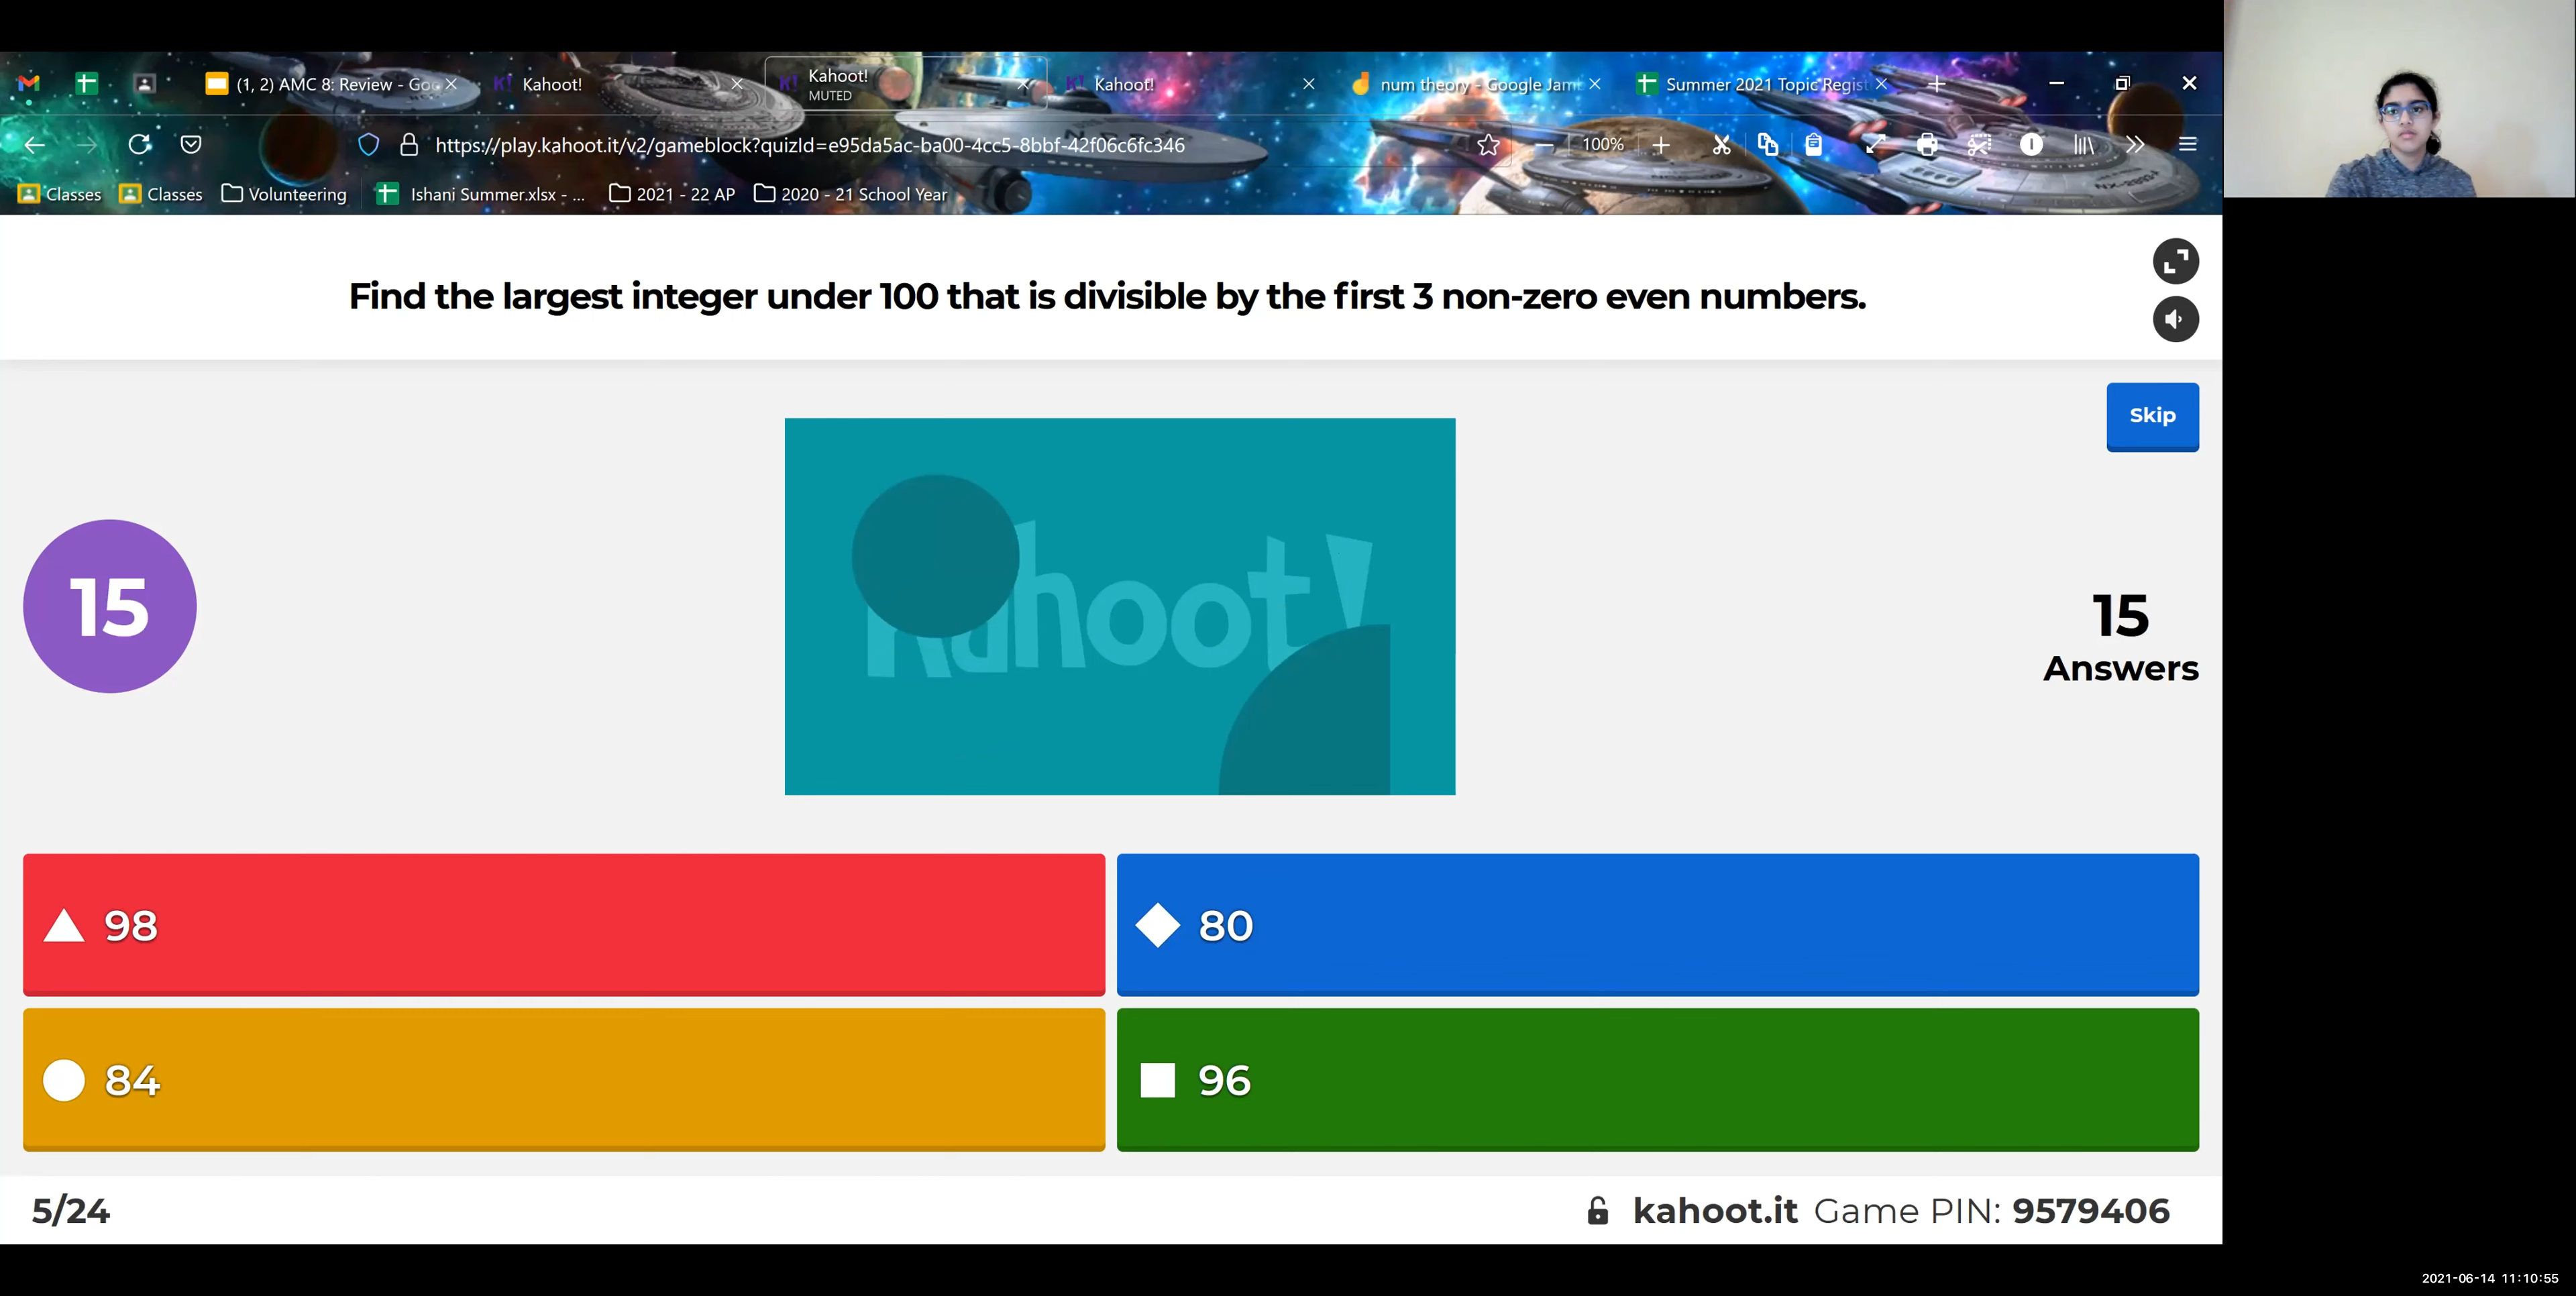 (1, 2) AMC 8: Review - Goo
Kahoot!
Kahoot!
MUTED
Kahoot!
num theory - Google Jam
Summer 2021 Topic Regist
https://play.kahoot.it/v2/gameblock?quizId=e95da5ac-ba00-4cc5-8bbf-42f06c6fc346
100%
Classes
Classes
Volunteering
Ishani Summer.xlsx - ...
2021 - 22 AP
2020 - 21 School Year
Find the largest integer under 100 that is divisible by the first 3 non-zero even numbers.
Skip
15
Kahoot!
15
Answers
98
80
84
96
5/24
kahoot.it Game PIN: 9579406
2021-06-14 11:10:55